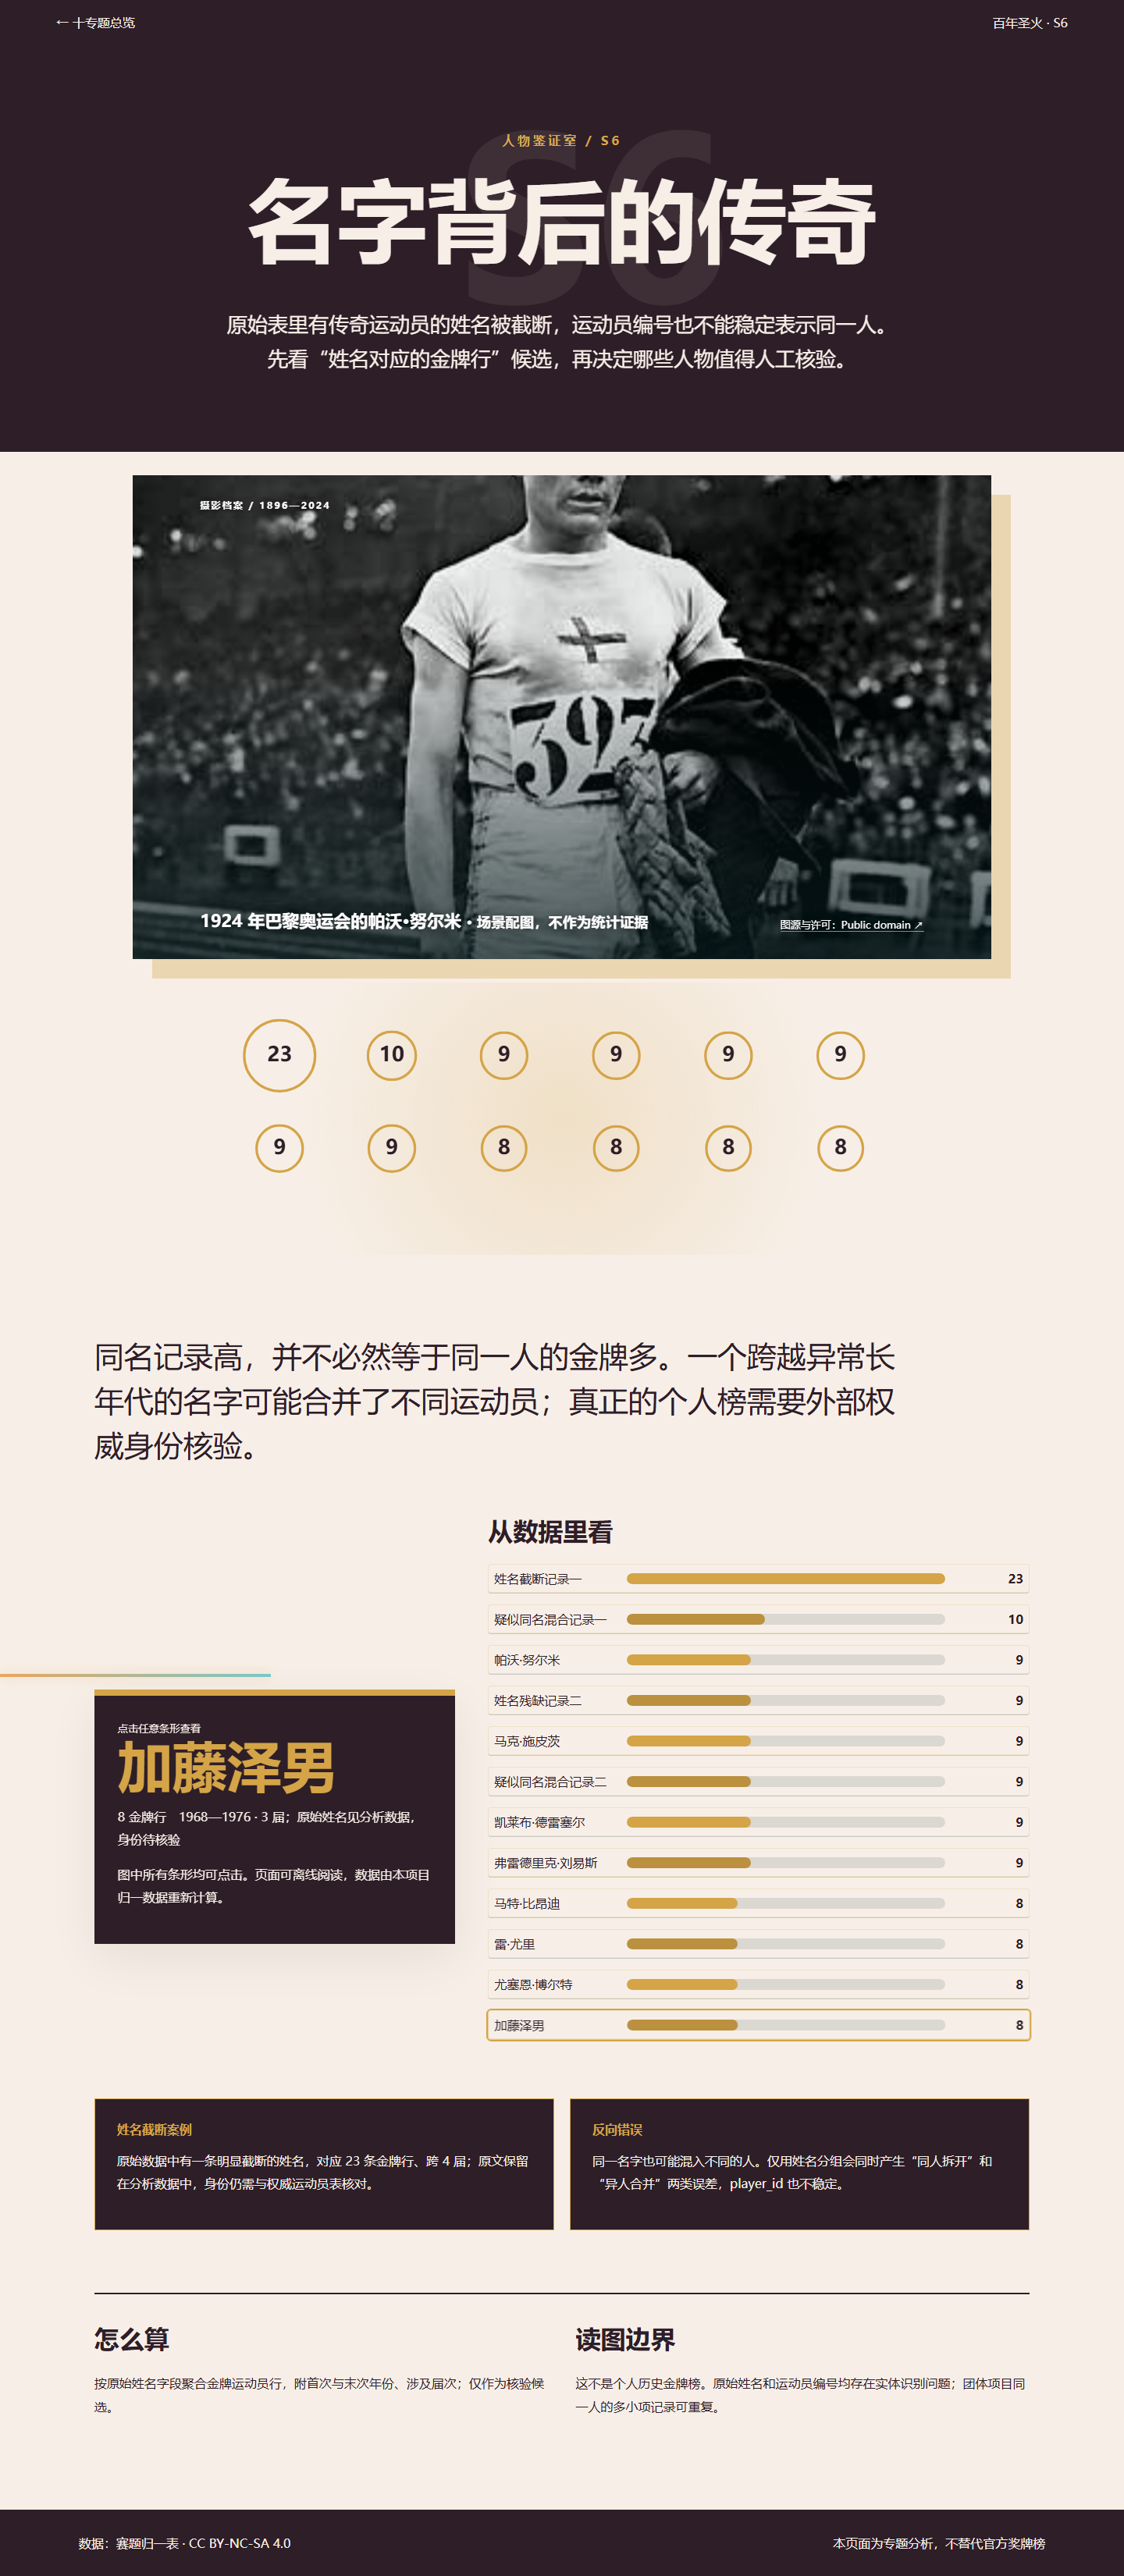 ← 十专题总览
百年圣火 · S6
S6
人物鉴证室 / S6
名字背后的传奇
原始表里有传奇运动员的姓名被截断，运动员编号也不能稳定表示同一人。
先看“姓名对应的金牌行”候选，再决定哪些人物值得人工核验。
摄影档案 / 1896—2024
392
1924 年巴黎奥运会的帕沃·努尔米 · 场景配图，不作为统计证据
图源与许可：Public domain ↗
23
10
9
9
9
9
9
9
8
8
8
8
同名记录高，并不必然等于同一人的金牌多。一个跨越异常长
年代的名字可能合并了不同运动员；真正的个人榜需要外部权
威身份核验。
从数据里看
姓名截断记录一 23
疑似同名混合记录一 10
帕沃·努尔米 9
姓名残缺记录二 9
马克·施皮茨 9
疑似同名混合记录二 9
凯莱布·德雷塞尔 9
弗雷德里克·刘易斯 9
马特·比昂迪 8
雷·尤里 8
尤塞恩·博尔特 8
加藤泽男 8
点击任意条形查看
加藤泽男
8 金牌行 1968—1976 · 3 届；原始姓名见分析数据，
身份待核验
图中所有条形均可点击。页面可离线阅读，数据由本项目
归一数据重新计算。
姓名截断案例
原始数据中有一条明显截断的姓名，对应 23 条金牌行、跨 4 届；原文保留
在分析数据中，身份仍需与权威运动员表核对。
反向错误
同一名字也可能混入不同的人。仅用姓名分组会同时产生“同人拆开”和
“异人合并”两类误差，player_id 也不稳定。
怎么算
按原始姓名字段聚合金牌运动员行，附首次与末次年份、涉及届次；仅作为核验候
选。
读图边界
这不是个人历史金牌榜。原始姓名和运动员编号均存在实体识别问题；团体项目同
一人的多小项记录可重复。
数据：赛题归一表 · CC BY-NC-SA 4.0
本页面为专题分析，不替代官方奖牌榜